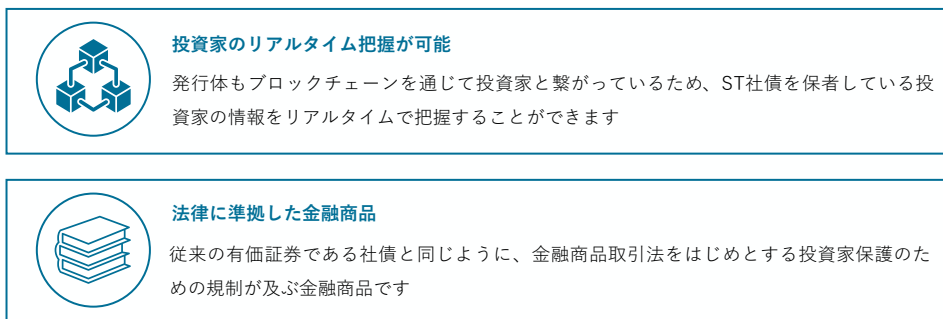 投資家のリアルタイム把握が可能
発行体もブロックチェーンを通じて投資家と繋がっているため、ST社債を保者している投
資家の情報をリアルタイムで把握することができます
法律に準拠した金融商品
従来の有価証券である社債と同じように、金融商品取引法をはじめとする投資家保護のた
めの規制が及ぶ金融商品です